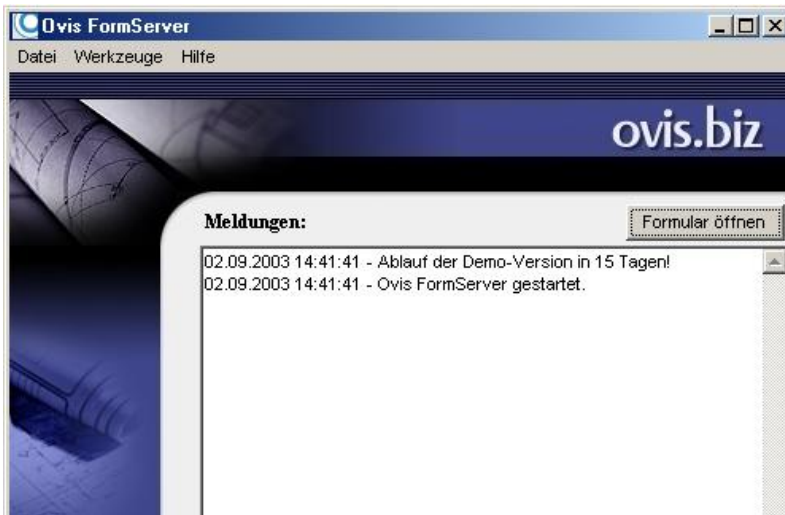 Ovis FormServer
Datei Werkzeuge Hilfe
ovis.biz
Meldungen:
Formular öffnen
02.09.2003 14:41:41 - Ablauf der Demo-Version in 15 Tagen!
02.09.2003 14:41:41 - Ovis FormServer gestartet.